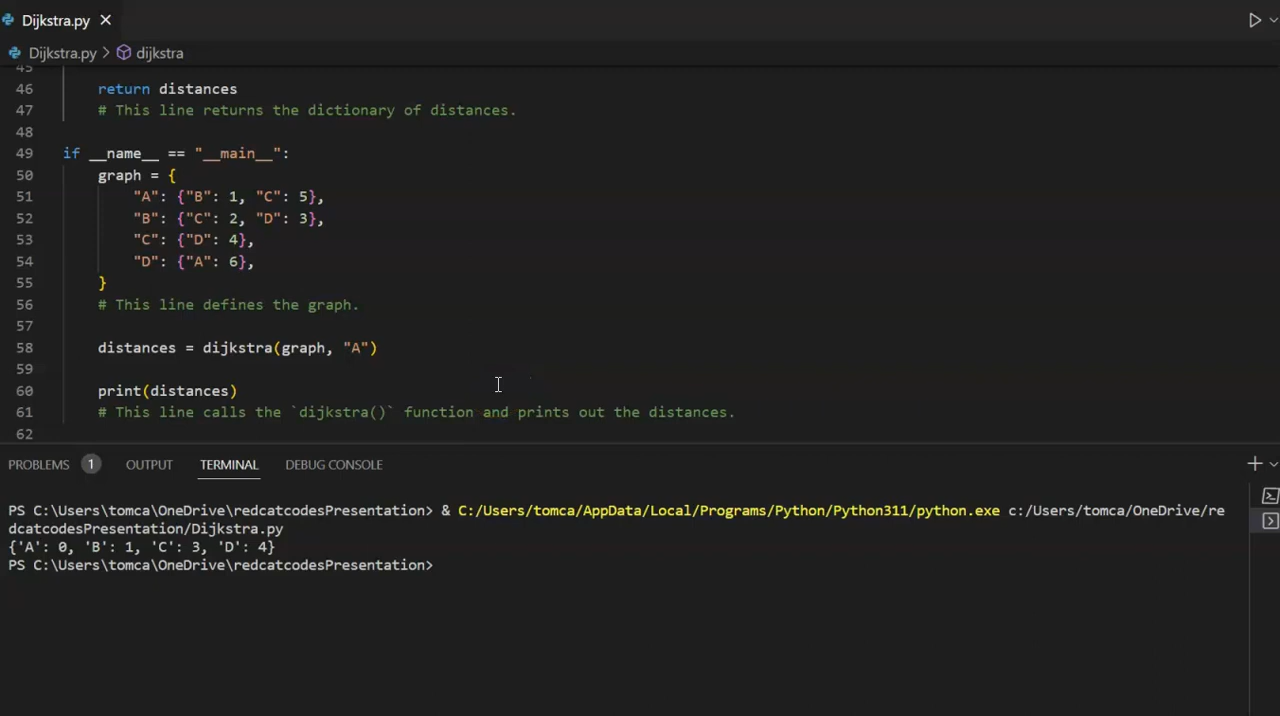 Dijkstra.py
Dijkstra.py > dijkstra
45
46 return distances
47 # This line returns the dictionary of distances.
48
49 if __name__ == "__main__":
50 graph = {
51 "A": {"B": 1, "C": 5},
52 "B": {"C": 2, "D": 3},
53 "C": {"D": 4},
54 "D": {"A": 6},
55 }
56 # This line defines the graph.
57
58 distances = dijkstra(graph, "A")
59
60 print(distances)
61 # This line calls the `dijkstra()` function and prints out the distances.
62
PROBLEMS 1 OUTPUT TERMINAL DEBUG CONSOLE
PS C:\Users\tomca\OneDrive\redcatcodesPresentation> & C:/Users/tomca/AppData/Local/Programs/Python/Python311/python.exe c:/Users/tomca/OneDrive/re
dcatcodesPresentation/Dijkstra.py
{'A': 0, 'B': 1, 'C': 3, 'D': 4}
PS C:\Users\tomca\OneDrive\redcatcodesPresentation>